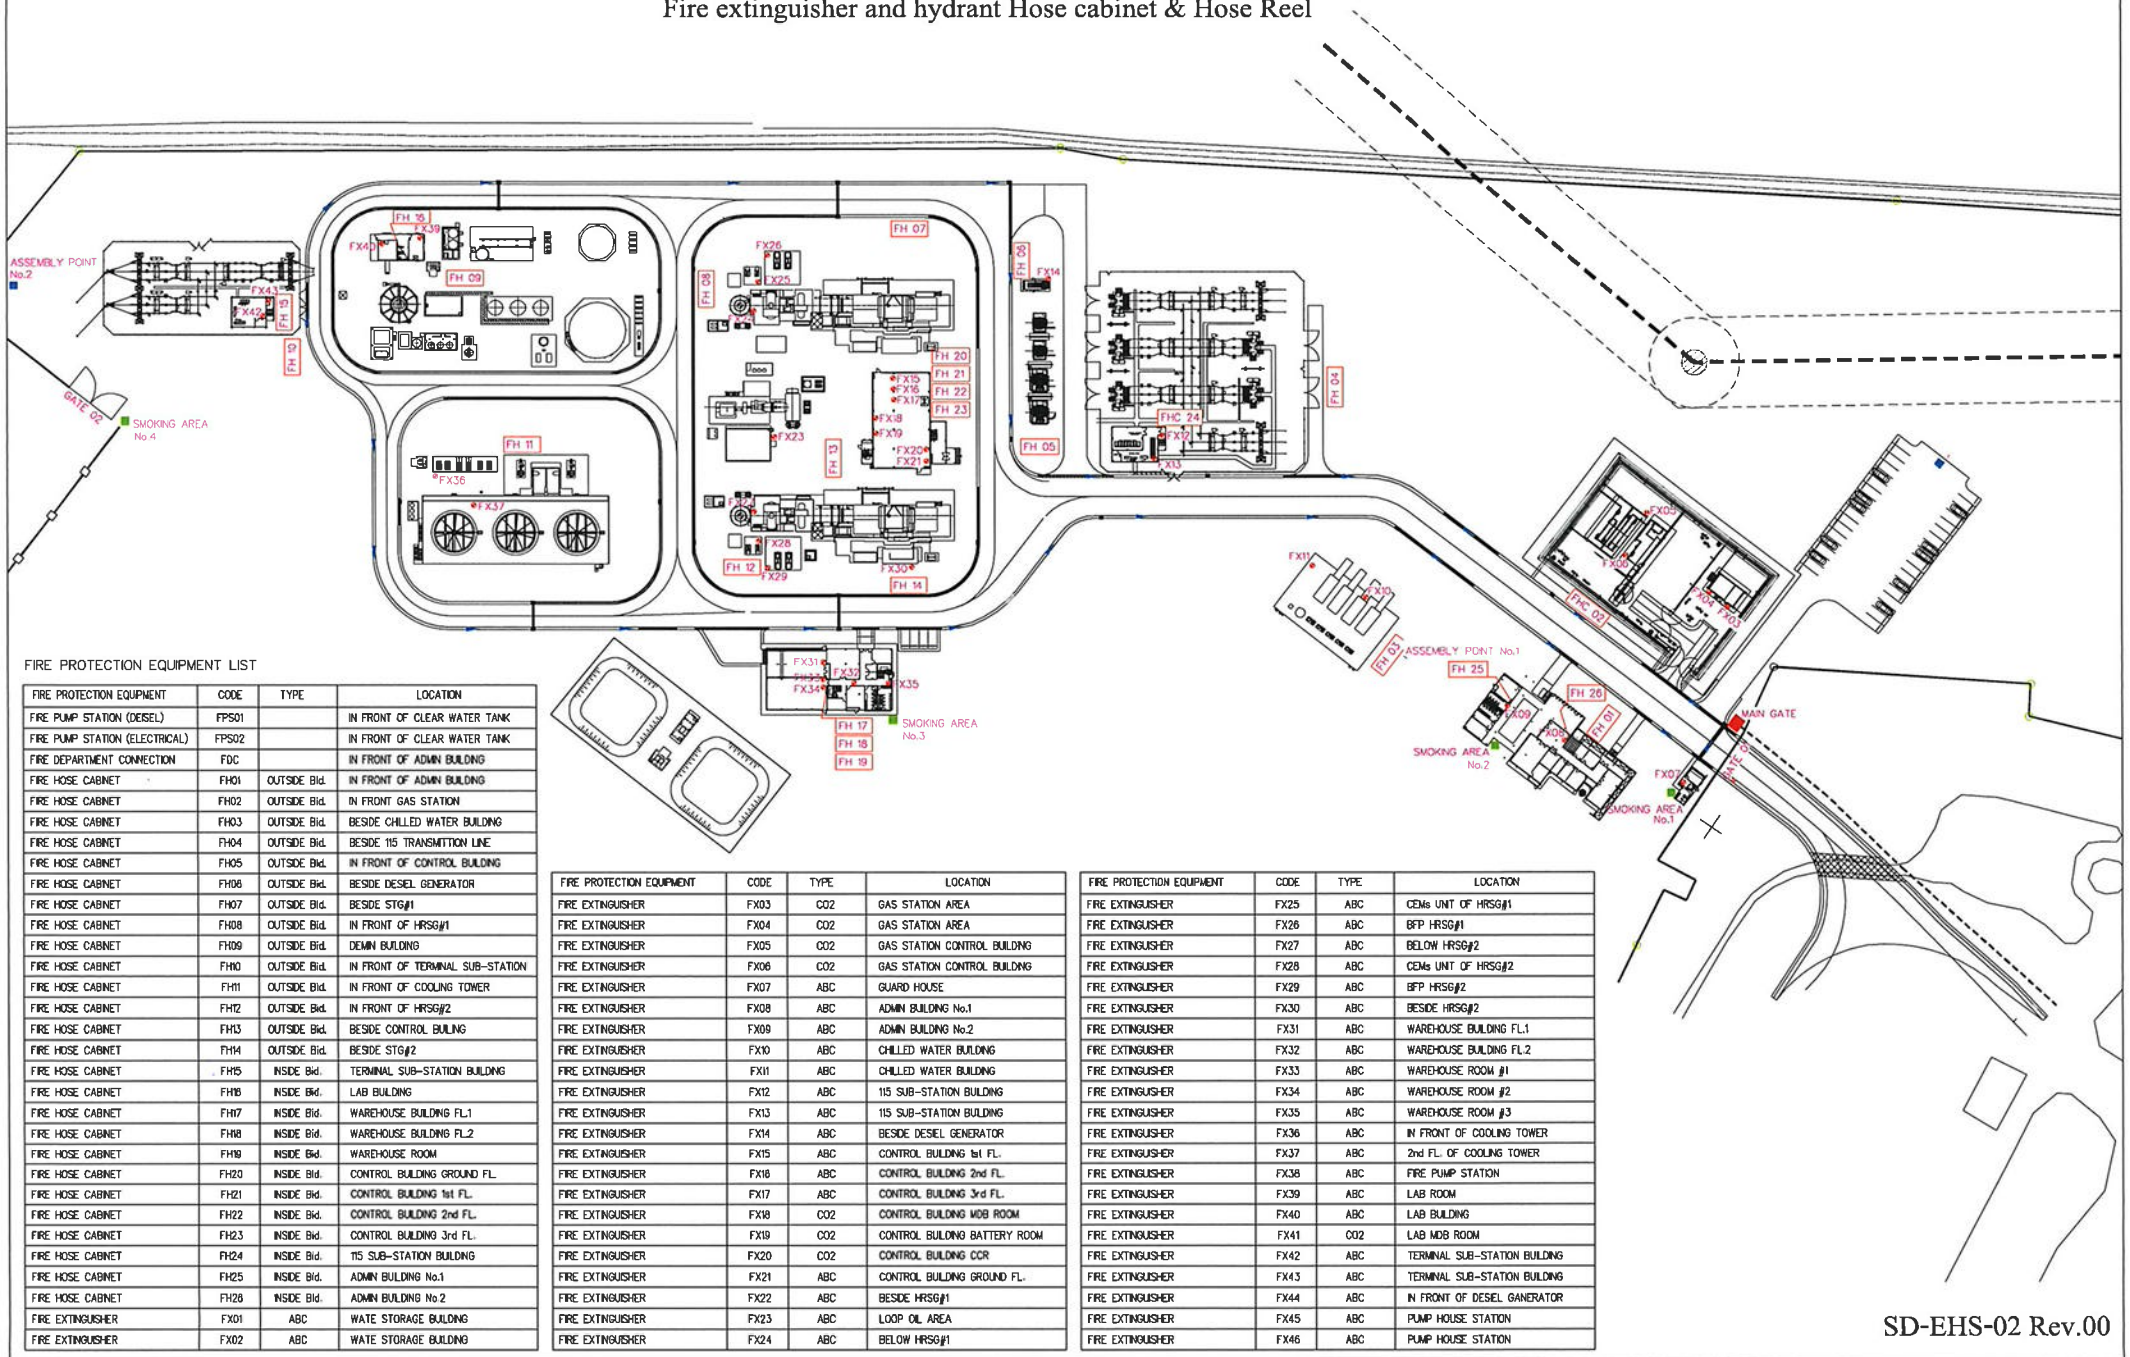 Fire extinguisher and hydrant Hose cabinet & Hose Reel
ASSEMBLY POINT
No.2
GATE 02
SMOKING AREA
No.4
FX43
FX42
FH 15
FH 10
FH 16
FX39
FX40
FH 09
FH 11
FX36
FX37
FH 07
FH 08
FX26
FX25
FH 20
FH 21
FH 22
FH 23
FX15
FX16
FX17
FX18
FX19
FX20
FX21
FX23
FH 13
FX28
FX29
FX30
FH 12
FH 14
FH 06
FX14
FH 05
FHC 24
FX12
FX13
FH 04
FX31
FX32
FX34
FX35
FH 17
FH 18
FH 19
SMOKING AREA
No.3
FX11
FX10
FH 03
ASSEMBLY POINT No.1
FH 25
FX09
FH 26
FX08
FH 01
SMOKING AREA
No.2
FX05
FX06
FX04
FX03
FHC 02
MAIN GATE
FX07
SMOKING AREA
No.1
FIRE PROTECTION EQUIPMENT LIST
FIRE PROTECTION EQUIPMENT CODE TYPE LOCATION
FIRE PUMP STATION (DEISEL) FPS01 IN FRONT OF CLEAR WATER TANK
FIRE PUMP STATION (ELECTRICAL) FPS02 IN FRONT OF CLEAR WATER TANK
FIRE DEPARTMENT CONNECTION FDC IN FRONT OF ADMIN BUILDING
FIRE HOSE CABINET FH01 OUTSIDE Bld. IN FRONT OF ADMIN BUILDING
FIRE HOSE CABINET FH02 OUTSIDE Bld. IN FRONT GAS STATION
FIRE HOSE CABINET FH03 OUTSIDE Bld. BESIDE CHILLED WATER BUILDING
FIRE HOSE CABINET FH04 OUTSIDE Bld. BESIDE 115 TRANSMITTION LINE
FIRE HOSE CABINET FH05 OUTSIDE Bld. IN FRONT OF CONTROL BUILDING
FIRE HOSE CABINET FH06 OUTSIDE Bld. BESIDE DESEL GENERATOR
FIRE HOSE CABINET FH07 OUTSIDE Bld. BESIDE STG#1
FIRE HOSE CABINET FH08 OUTSIDE Bld. IN FRONT OF HRSG#1
FIRE HOSE CABINET FH09 OUTSIDE Bld. DEMIN BUILDING
FIRE HOSE CABINET FH10 OUTSIDE Bld. IN FRONT OF TERMINAL SUB-STATION
FIRE HOSE CABINET FH11 OUTSIDE Bld. IN FRONT OF COOLING TOWER
FIRE HOSE CABINET FH12 OUTSIDE Bld. IN FRONT OF HRSG#2
FIRE HOSE CABINET FH13 OUTSIDE Bld. BESIDE CONTROL BUILING
FIRE HOSE CABINET FH14 OUTSIDE Bld. BESIDE STG#2
FIRE HOSE CABINET FH15 INSIDE Bld. TERMINAL SUB-STATION BUILDING
FIRE HOSE CABINET FH16 INSIDE Bld. LAB BUILDING
FIRE HOSE CABINET FH17 INSIDE Bld. WAREHOUSE BUILDING FL.1
FIRE HOSE CABINET FH18 INSIDE Bld. WAREHOUSE BUILDING FL.2
FIRE HOSE CABINET FH19 INSIDE Bld. WAREHOUSE ROOM
FIRE HOSE CABINET FH20 INSIDE Bld. CONTROL BUILDING GROUND FL.
FIRE HOSE CABINET FH21 INSIDE Bld. CONTROL BUILDING 1st FL.
FIRE HOSE CABINET FH22 INSIDE Bld. CONTROL BUILDING 2nd FL.
FIRE HOSE CABINET FH23 INSIDE Bld. CONTROL BUILDING 3rd FL.
FIRE HOSE CABINET FH24 INSIDE Bld. 115 SUB-STATION BUILDING
FIRE HOSE CABINET FH25 INSIDE Bld. ADMIN BUILDING No.1
FIRE HOSE CABINET FH26 INSIDE Bld. ADMIN BUILDING No.2
FIRE EXTINGUISHER FX01 ABC WATE STORAGE BUILDING
FIRE EXTINGUISHER FX02 ABC WATE STORAGE BUILDING
FIRE PROTECTION EQUIPMENT CODE TYPE LOCATION
FIRE EXTINGUISHER FX03 CO2 GAS STATION AREA
FIRE EXTINGUISHER FX04 CO2 GAS STATION AREA
FIRE EXTINGUISHER FX05 CO2 GAS STATION CONTROL BUILDING
FIRE EXTINGUISHER FX06 CO2 GAS STATION CONTROL BUILDING
FIRE EXTINGUISHER FX07 ABC GUARD HOUSE
FIRE EXTINGUISHER FX08 ABC ADMIN BUILDING No.1
FIRE EXTINGUISHER FX09 ABC ADMIN BUILDING No.2
FIRE EXTINGUISHER FX10 ABC CHILLED WATER BUILDING
FIRE EXTINGUISHER FX11 ABC CHILLED WATER BUILDING
FIRE EXTINGUISHER FX12 ABC 115 SUB-STATION BUILDING
FIRE EXTINGUISHER FX13 ABC 115 SUB-STATION BUILDING
FIRE EXTINGUISHER FX14 ABC BESIDE DESIEL GENERATOR
FIRE EXTINGUISHER FX15 ABC CONTROL BUILDING 1st FL.
FIRE EXTINGUISHER FX16 ABC CONTROL BUILDING 2nd FL.
FIRE EXTINGUISHER FX17 ABC CONTROL BUILDING 3rd FL.
FIRE EXTINGUISHER FX18 CO2 CONTROL BUILDING MDB ROOM
FIRE EXTINGUISHER FX19 CO2 CONTROL BUILDING BATTERY ROOM
FIRE EXTINGUISHER FX20 CO2 CONTROL BUILDING CCR
FIRE EXTINGUISHER FX21 ABC CONTROL BUILDING GROUND FL.
FIRE EXTINGUISHER FX22 ABC BESIDE HRSG#1
FIRE EXTINGUISHER FX23 ABC LOOP OIL AREA
FIRE EXTINGUISHER FX24 ABC BELOW HRSG#1
FIRE PROTECTION EQUIPMENT CODE TYPE LOCATION
FIRE EXTINGUISHER FX25 ABC CEMs UNIT OF HRSG#1
FIRE EXTINGUISHER FX26 ABC BFP HRSG#1
FIRE EXTINGUISHER FX27 ABC BELOW HRSG#2
FIRE EXTINGUISHER FX28 ABC CEMs UNIT OF HRSG#2
FIRE EXTINGUISHER FX29 ABC BFP HRSG#2
FIRE EXTINGUISHER FX30 ABC BESIDE HRSG#2
FIRE EXTINGUISHER FX31 ABC WAREHOUSE BUILDING FL.1
FIRE EXTINGUISHER FX32 ABC WAREHOUSE BUILDING FL.2
FIRE EXTINGUISHER FX33 ABC WAREHOUSE ROOM #1
FIRE EXTINGUISHER FX34 ABC WAREHOUSE ROOM #2
FIRE EXTINGUISHER FX35 ABC WAREHOUSE ROOM #3
FIRE EXTINGUISHER FX36 ABC IN FRONT OF COOLING TOWER
FIRE EXTINGUISHER FX37 ABC 2nd FL. OF COOLING TOWER
FIRE EXTINGUISHER FX38 ABC FIRE PUMP STATION
FIRE EXTINGUISHER FX39 ABC LAB ROOM
FIRE EXTINGUISHER FX40 ABC LAB BUILDING
FIRE EXTINGUISHER FX41 CO2 LAB MDB ROOM
FIRE EXTINGUISHER FX42 ABC TERMINAL SUB-STATION BUILDING
FIRE EXTINGUISHER FX43 ABC TERMINAL SUB-STATION BUILDING
FIRE EXTINGUISHER FX44 ABC IN FRONT OF DESEL GANERATOR
FIRE EXTINGUISHER FX45 ABC PUMP HOUSE STATION
FIRE EXTINGUISHER FX46 ABC PUMP HOUSE STATION
SD-EHS-02 Rev.00